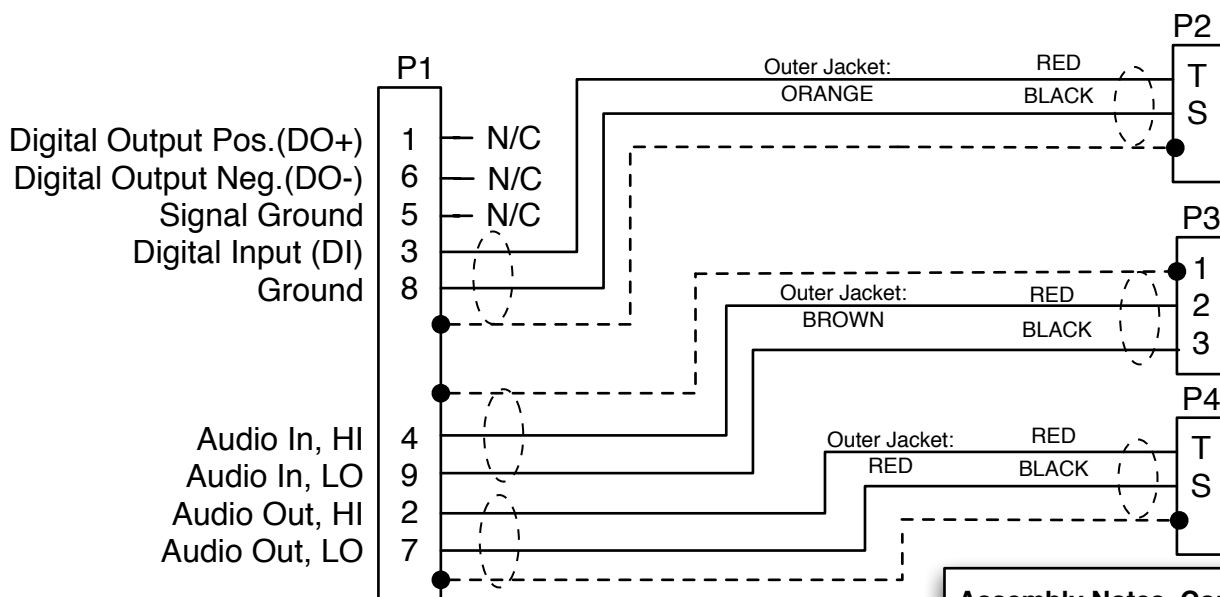 P2
P1
Outer Jacket: RED T
ORANGE BLACK S
Digital Output Pos.(DO+) 1 N/C
Digital Output Neg.(DO-) 6 N/C
Signal Ground 5 N/C
Digital Input (DI) 3
Ground 8
P3
1
Outer Jacket: RED 2
BROWN BLACK 3
P4
Audio In, HI 4
Outer Jacket: RED T
Audio In, LO 9
RED BLACK S
Audio Out, HI 2
Audio Out, LO 7
Assembly Notes,